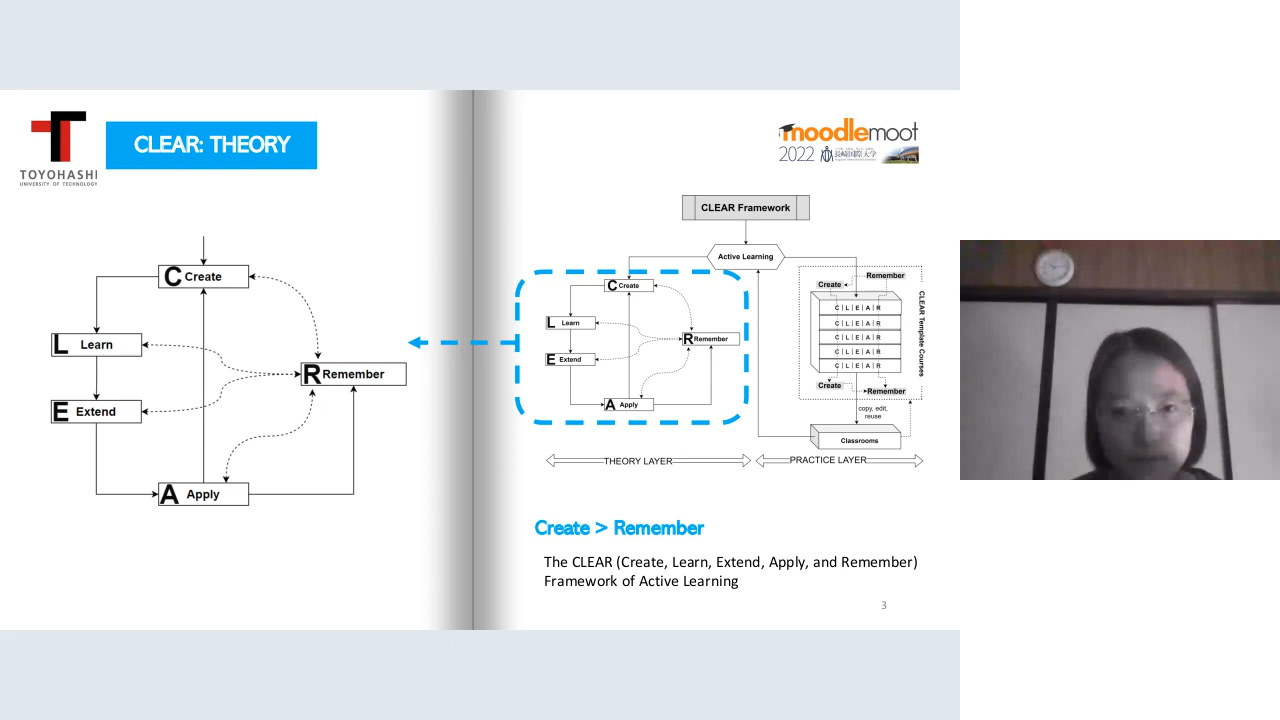 TOYOHASHI
UNIVERSITY OF TECHNOLOGY
CLEAR: THEORY
C Create
L Learn
E Extend
A Apply
R Remember
moodlemoot
2022
CLEAR Framework
Active Learning
C Create
L Learn
E Extend
A Apply
R Remember
Remember
Create
C | L | E | A | R
C | L | E | A | R
C | L | E | A | R
C | L | E | A | R
C | L | E | A | R
Create
Remember
CLEAR Template Courses
copy, edit,
reuse
Classrooms
THEORY LAYER
PRACTICE LAYER
Create > Remember
The CLEAR (Create, Learn, Extend, Apply, and Remember)
Framework of Active Learning
3